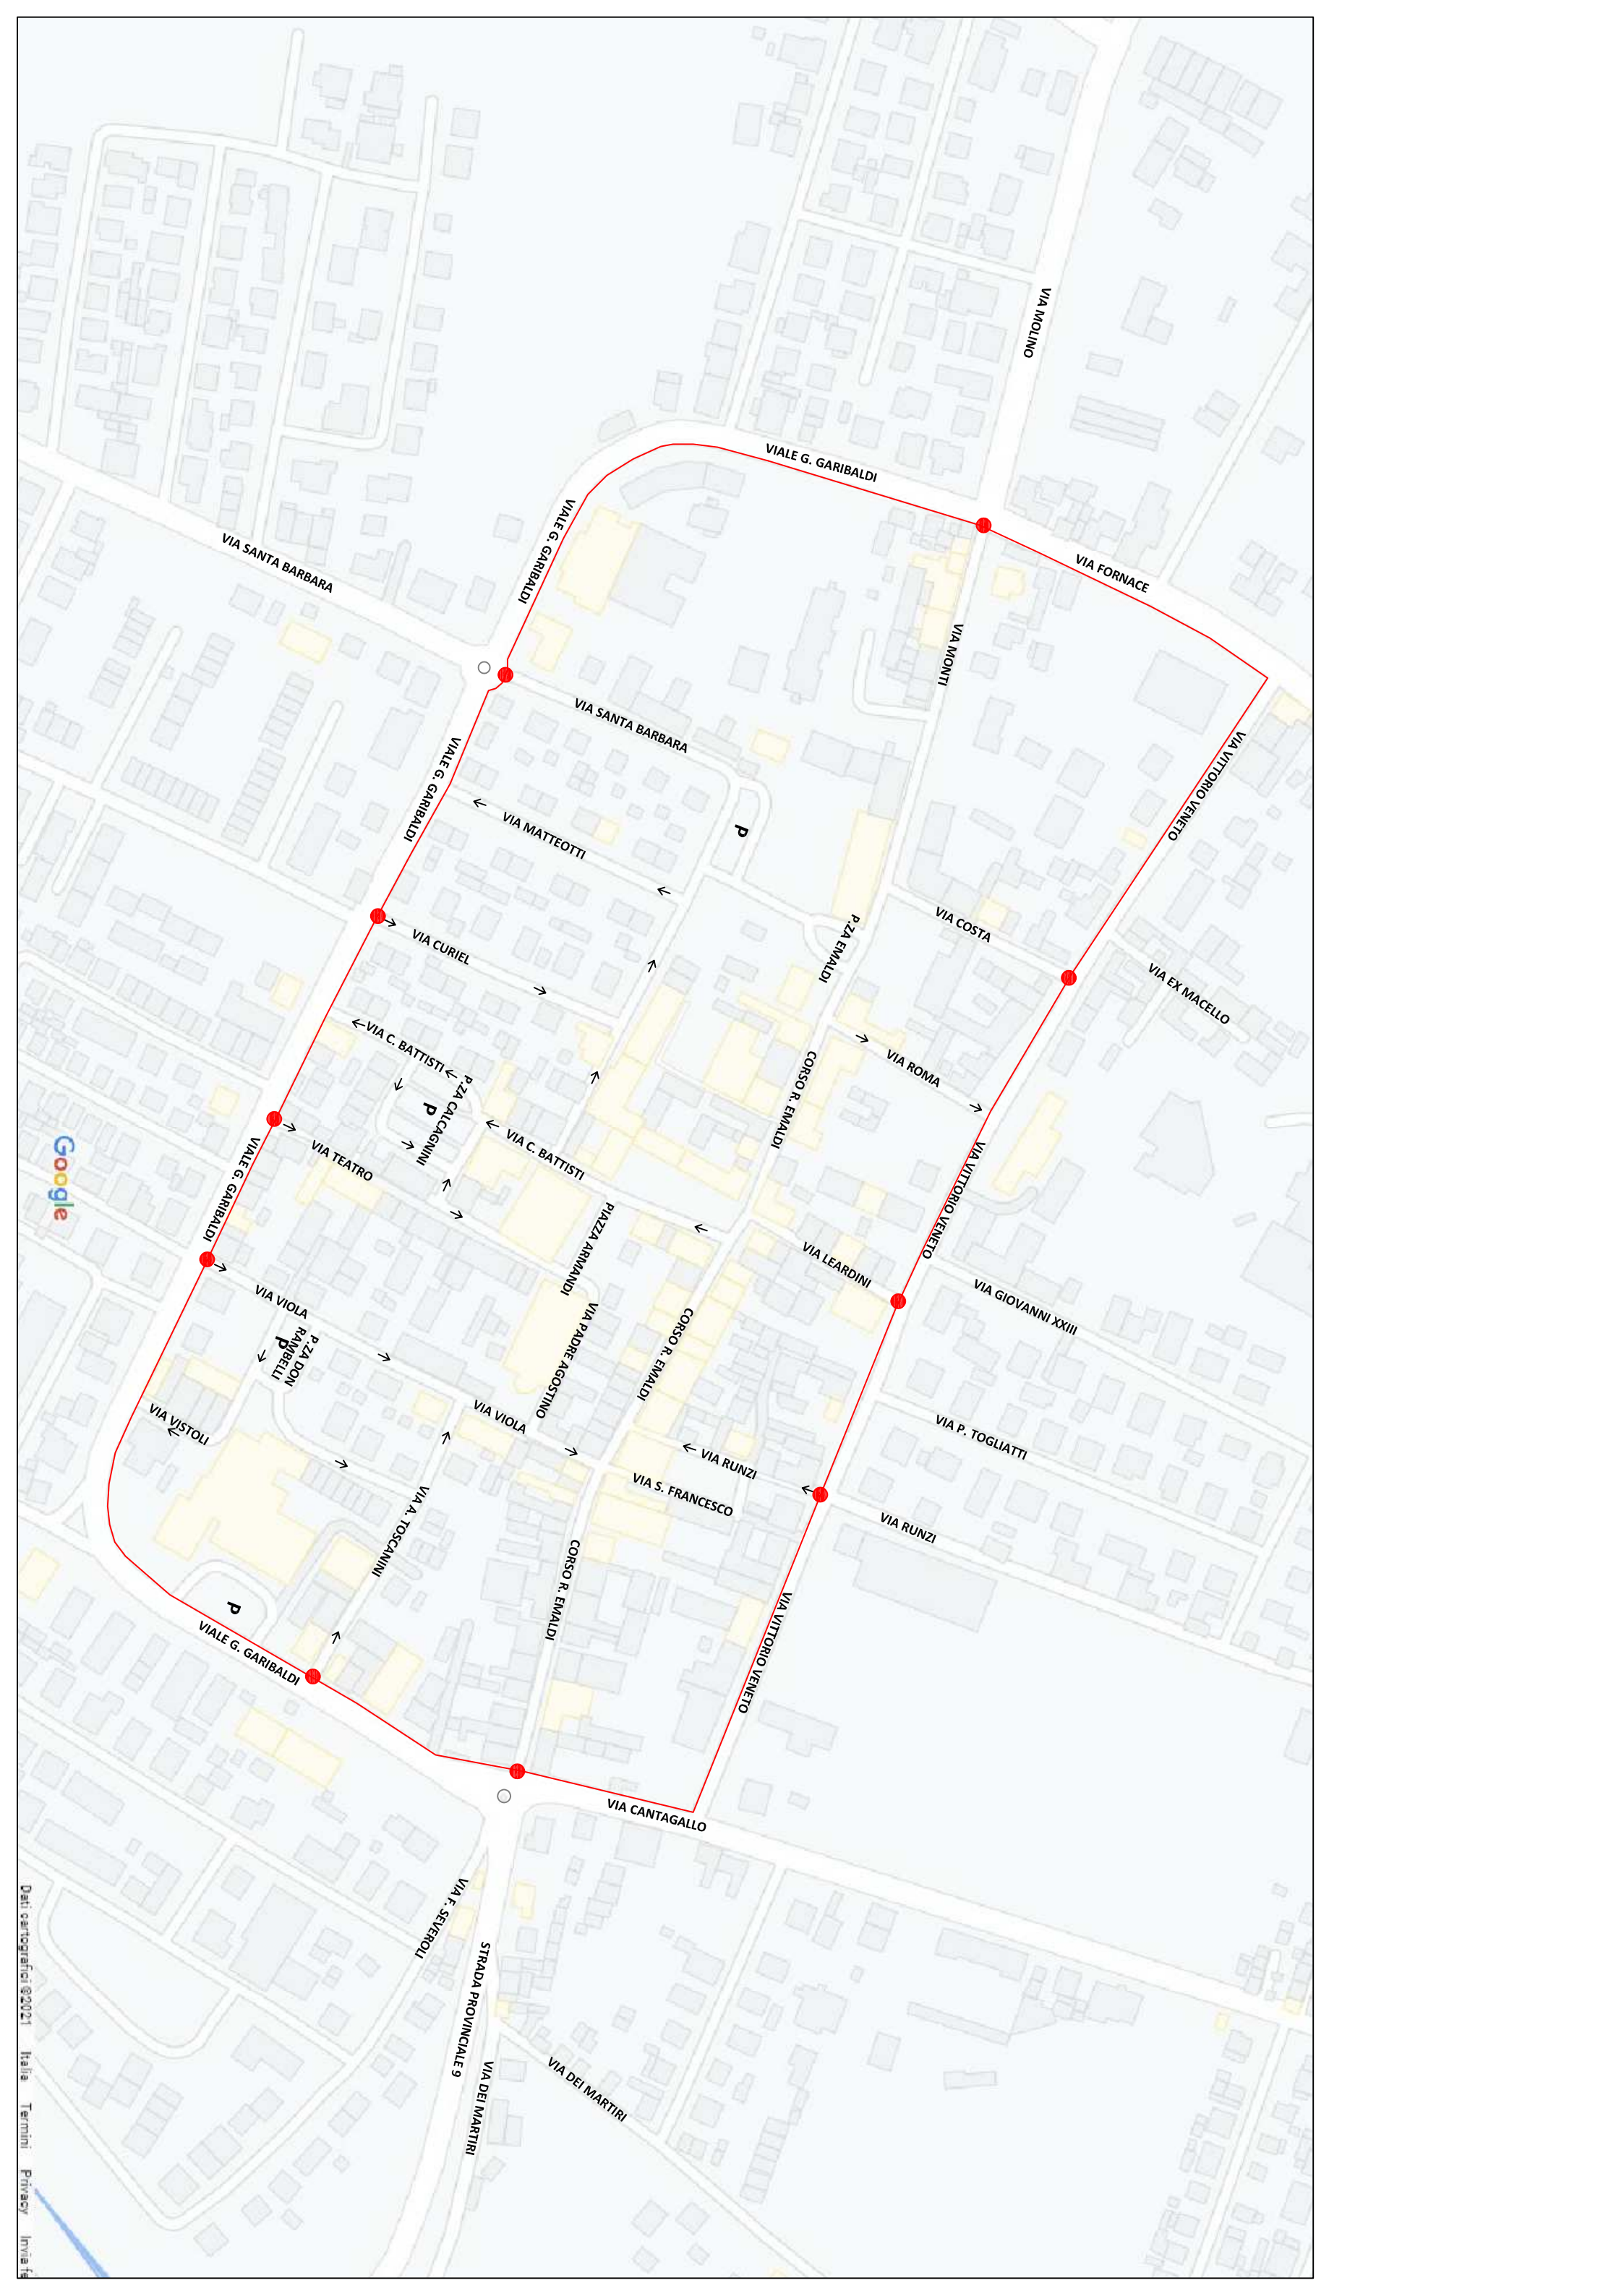 VIA MOLINO
VIALE G. GARIBALDI
VIALE G. GARIBALDI
VIA FORNACE
VIA SANTA BARBARA
VIA MONTI
VIA SANTA BARBARA
VIA VITTORIO VENETO
VIALE G. GARIBALDI
VIA MATTEOTTI
P
VIA CURIEL
P.ZA EMALDI
VIA COSTA
VIA EX MACELLO
VIA C. BATTISTI
P
P.ZA CALCAGNINI
CORSO R. EMALDI
VIA ROMA
VIALE G. GARIBALDI
VIA TEATRO
VIA C. BATTISTI
VIA VITTORIO VENETO
Google
PIAZZA ARMANDI
VIA LEARDINI
VIA GIOVANNI XXIII
VIA VIOLA
P
P.ZA DON
RAMBELLI
VIA PADRE AGOSTINO
CORSO R. EMALDI
VIA VISTOLI
VIA VIOLA
VIA RUNZI
VIA P. TOGLIATTI
VIA A. TOSCANINI
VIA S. FRANCESCO
VIA RUNZI
P
VIALE G. GARIBALDI
CORSO R. EMALDI
VIA VITTORIO VENETO
VIA CANTAGALLO
VIA F. SEVEROLI
STRADA PROVINCIALE 9
VIA DEI MARTIRI
VIA DEI MARTIRI
Dati cartografici ©2021 Italia Termini Privacy Invia fe